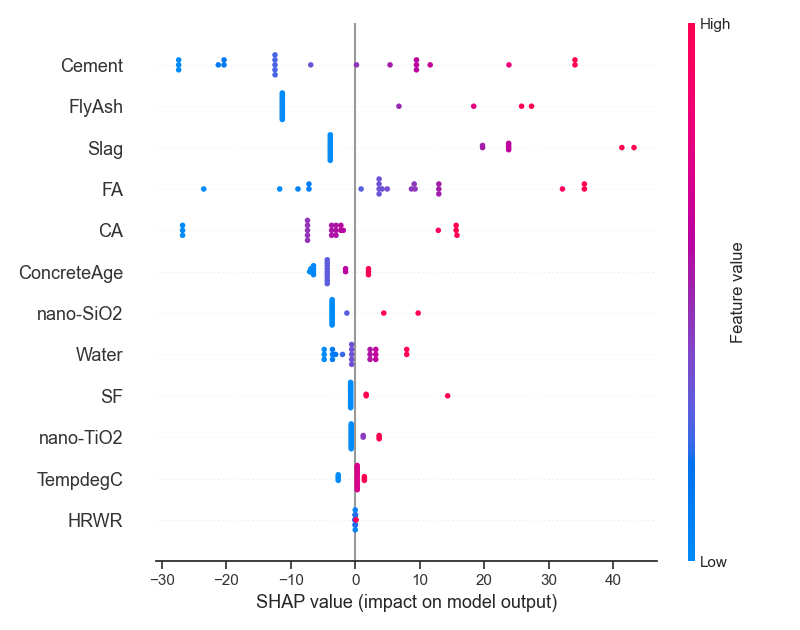 High
Cement
FlyAsh
Slag
FA
CA
ConcreteAge
nano-SiO2
Water
SF
nano-TiO2
TempdegC
HRWR
Feature value
Low
−30 −20 −10 0 10 20 30 40
SHAP value (impact on model output)